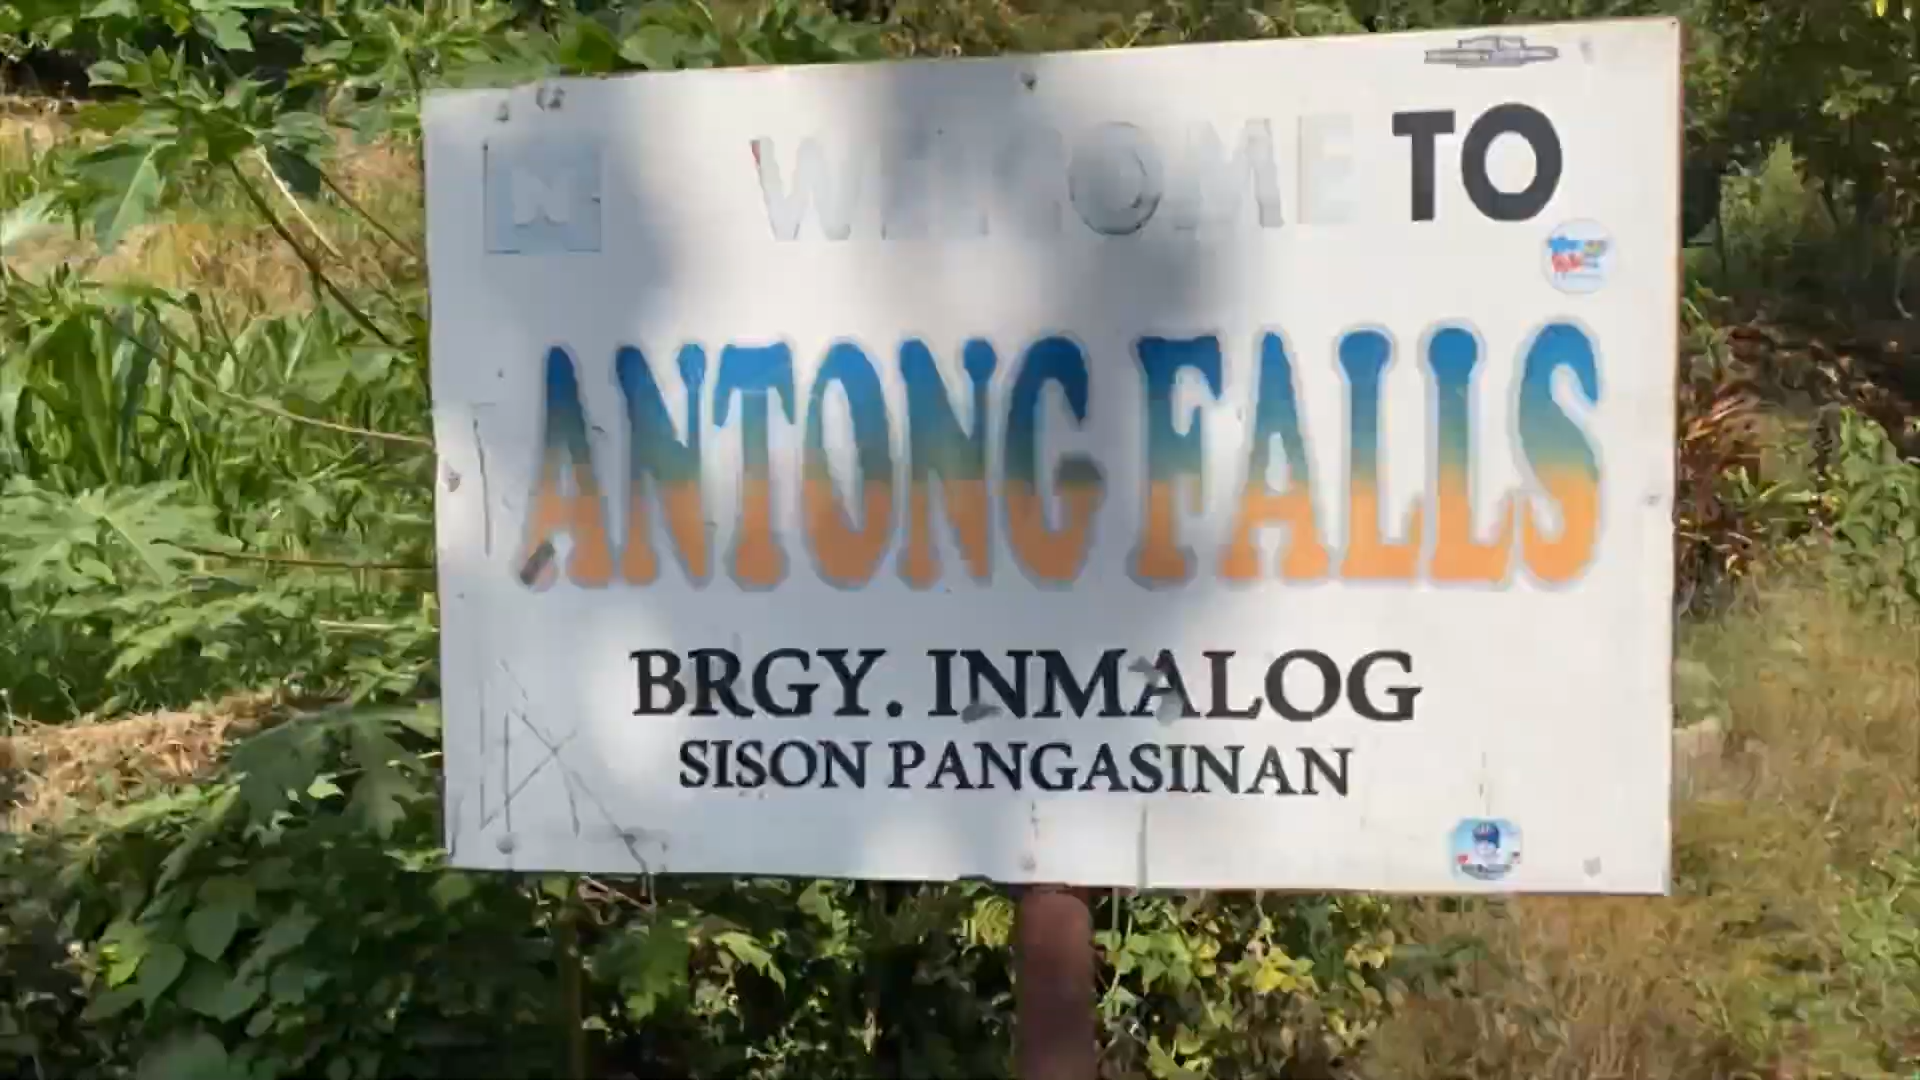 WELCOME TO
ANTONG FALLS
BRGY. INMALOG
SISON PANGASINAN